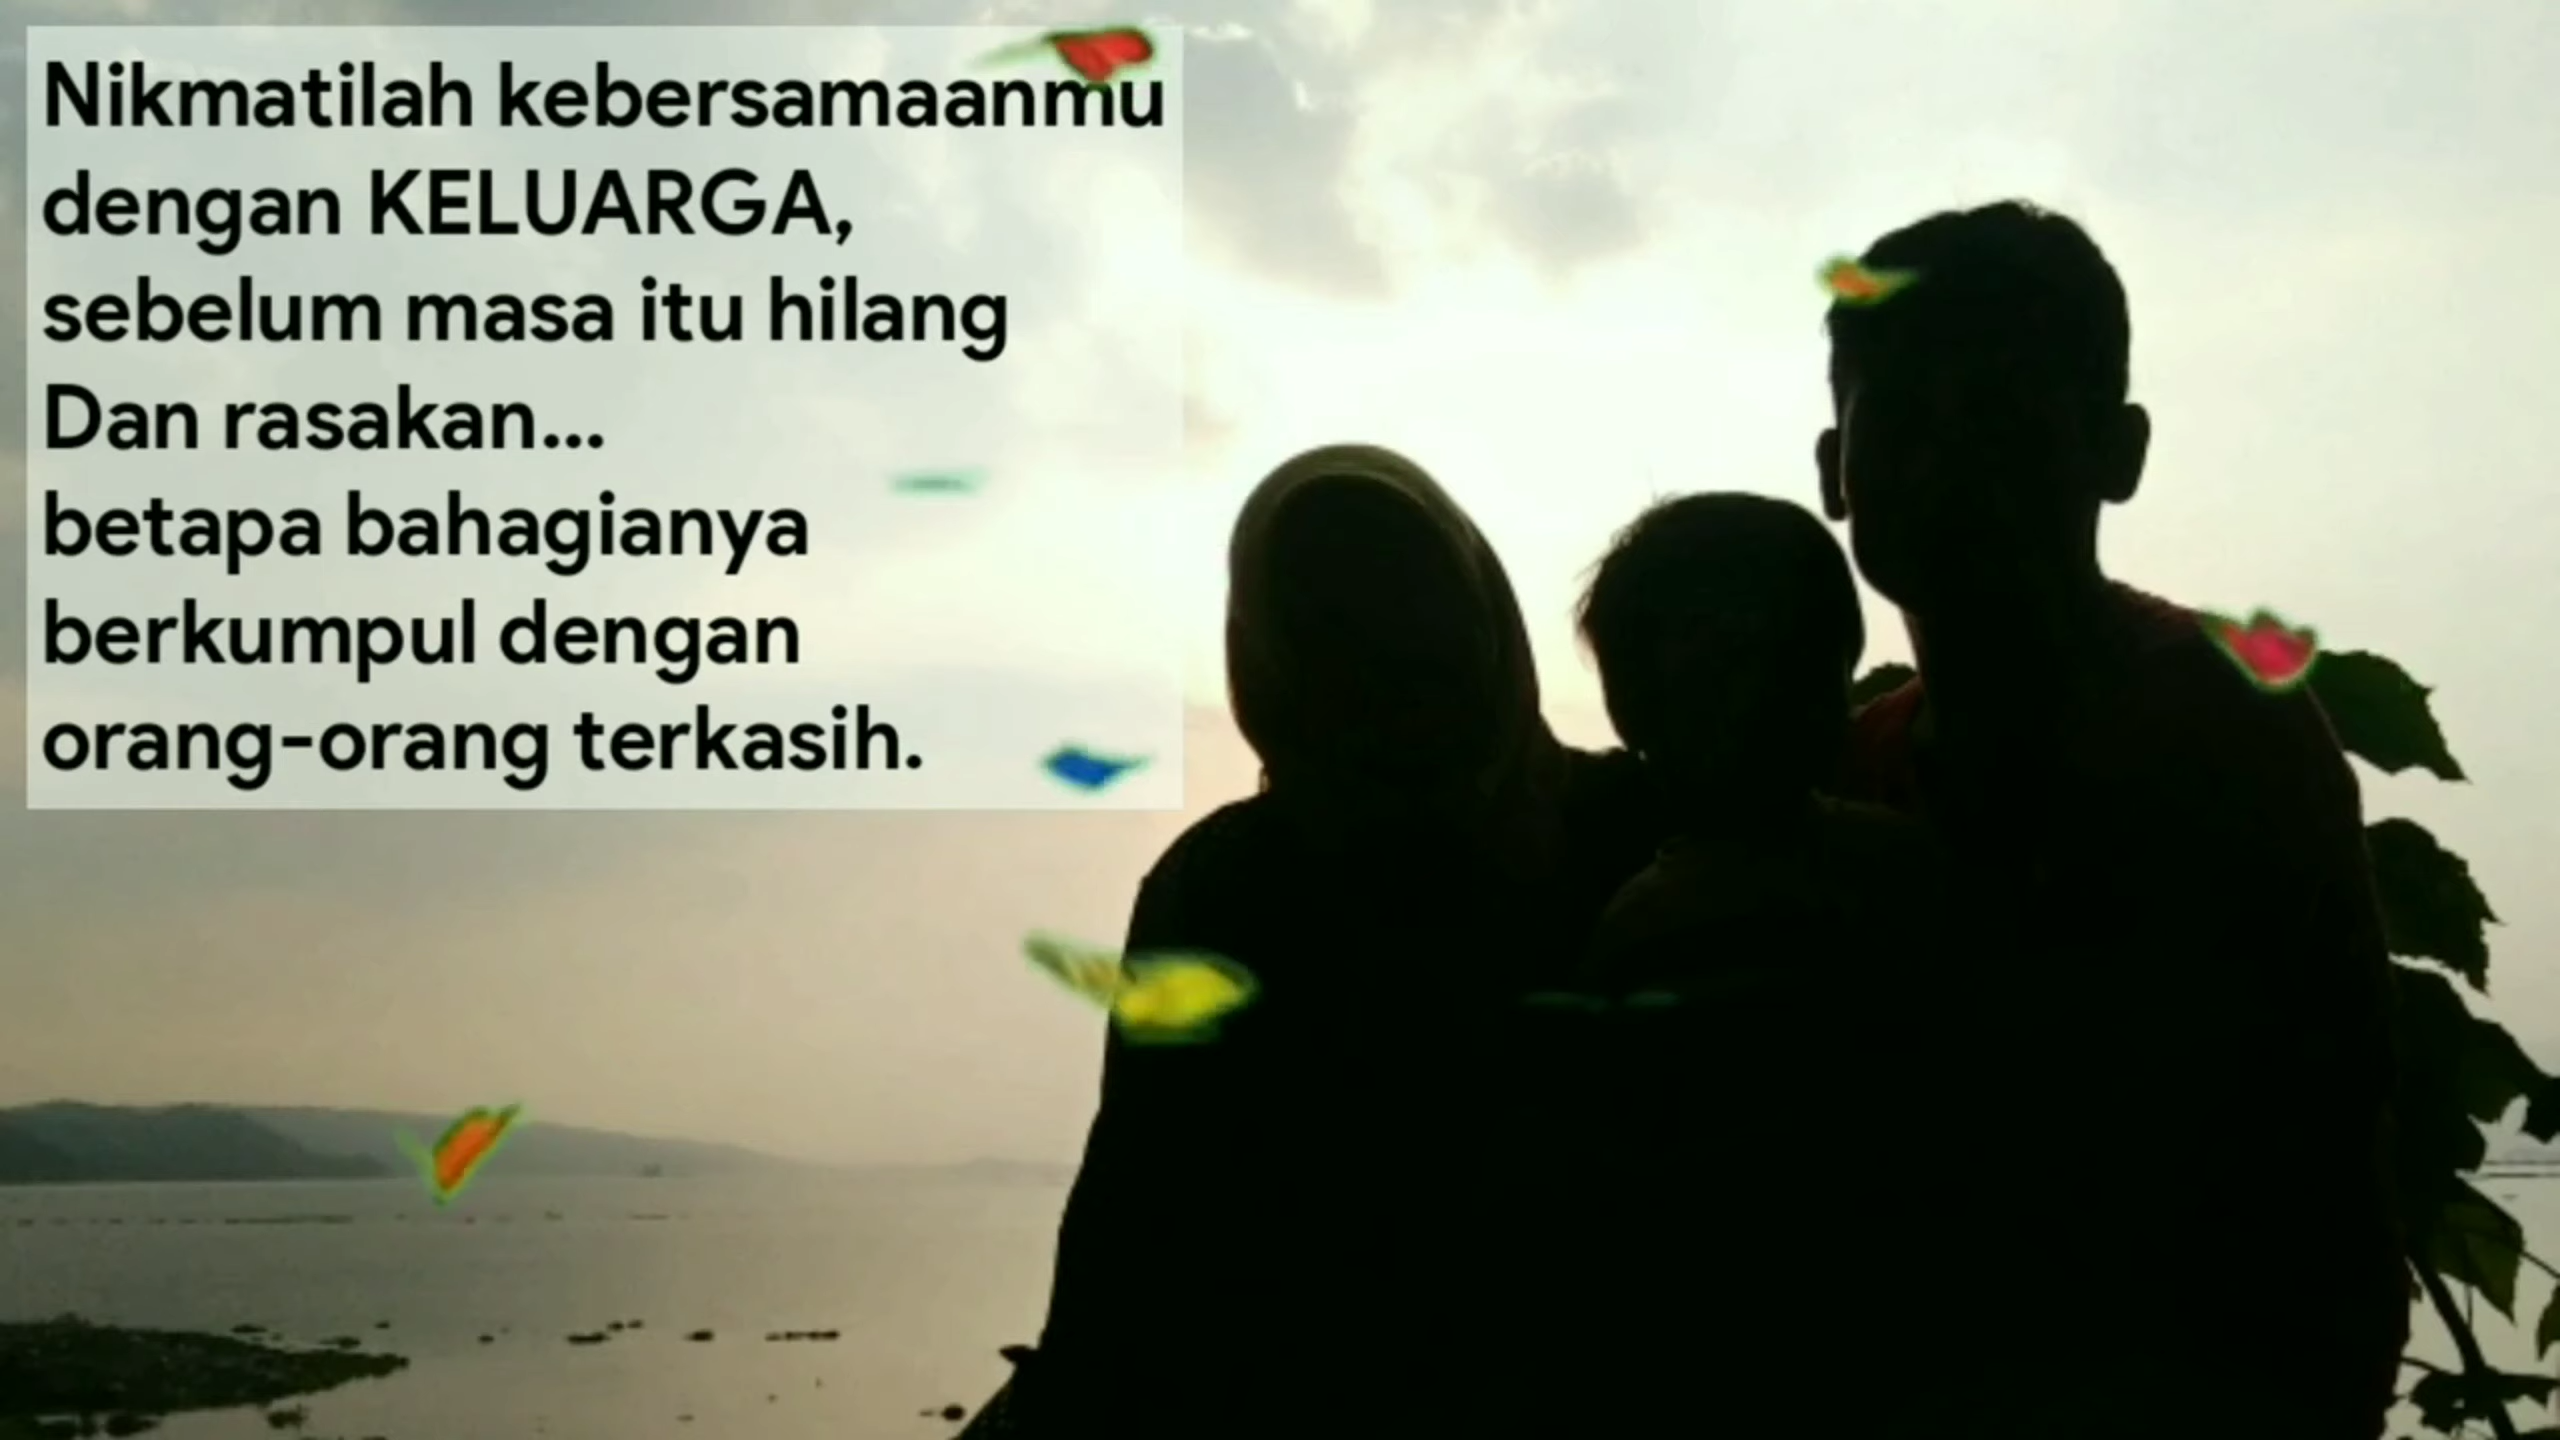 Nikmatilah kebersamaanmu
dengan KELUARGA,
sebelum masa itu hilang
Dan rasakan...
betapa bahagianya
berkumpul dengan
orang-orang terkasih.